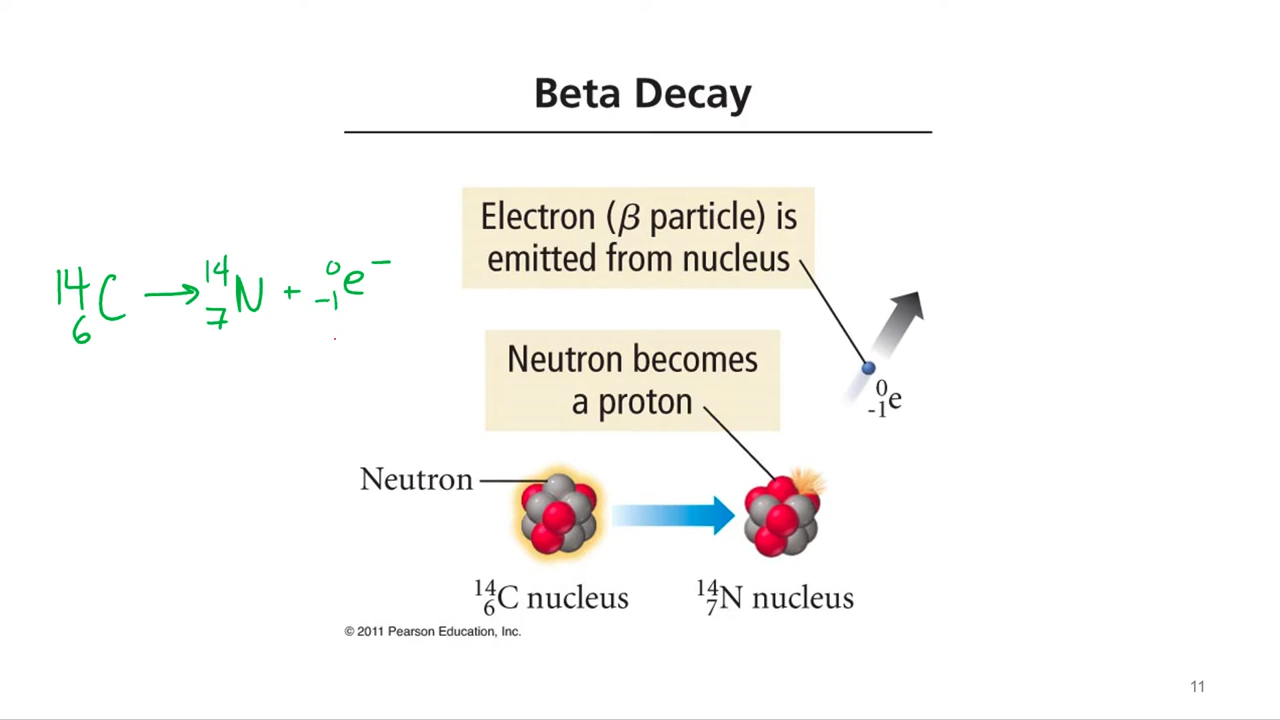 Beta Decay
Electron (β particle) is
emitted from nucleus
¹⁴₆C → ¹⁴₇N + ⁰₋₁e⁻
Neutron becomes
a proton
⁰₋₁e
Neutron
¹⁴₆C nucleus
¹⁴₇N nucleus
© 2011 Pearson Education, Inc.
11